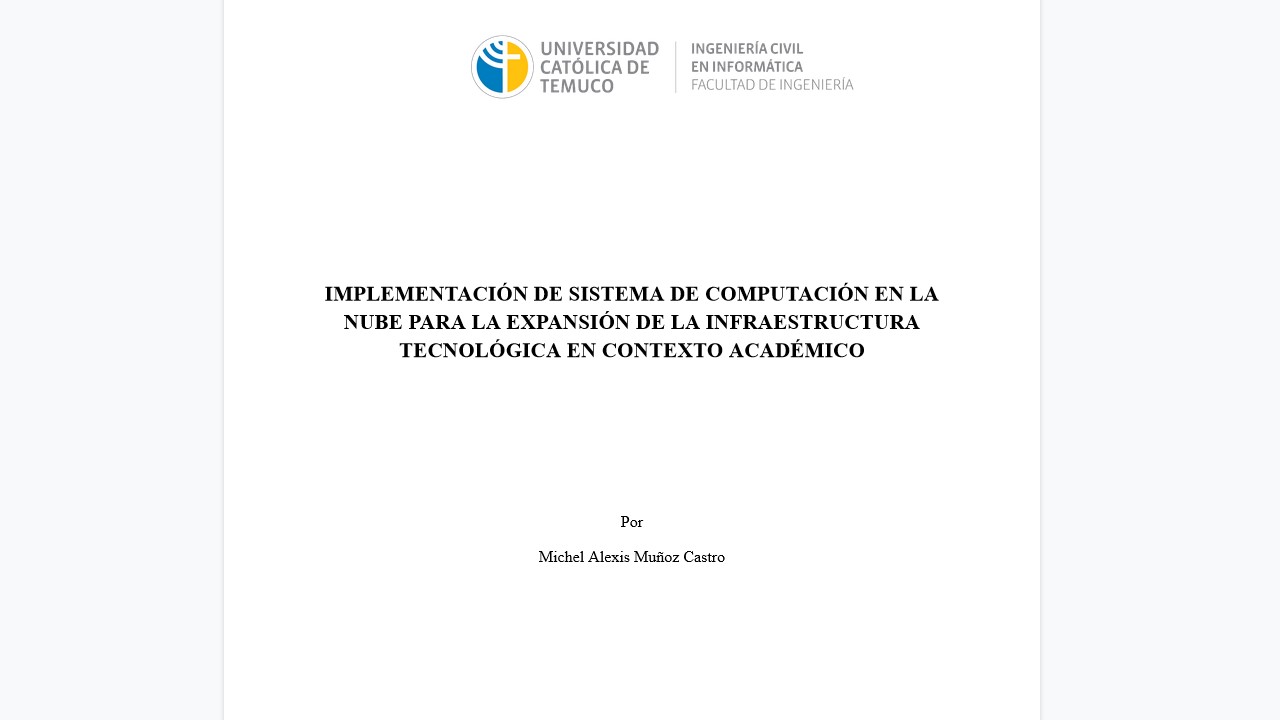 UNIVERSIDAD
CATÓLICA DE
TEMUCO
INGENIERÍA CIVIL
EN INFORMÁTICA
FACULTAD DE INGENIERÍA
IMPLEMENTACIÓN DE SISTEMA DE COMPUTACIÓN EN LA
NUBE PARA LA EXPANSIÓN DE LA INFRAESTRUCTURA
TECNOLÓGICA EN CONTEXTO ACADÉMICO
Por
Michel Alexis Muñoz Castro